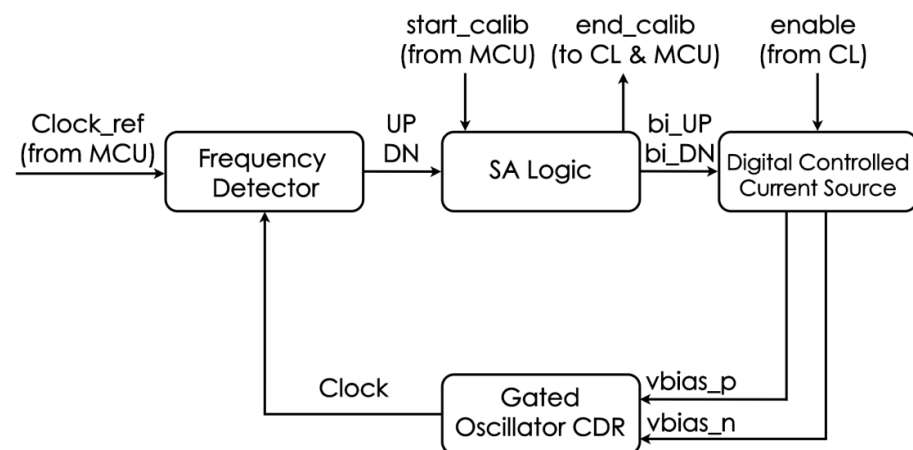 start_calib
(from MCU)
end_calib
(to CL & MCU)
enable
(from CL)
Clock_ref
(from MCU)
Frequency
Detector
UP
DN
SA Logic
bi_UP
bi_DN
Digital Controlled
Current Source
Clock
Gated
Oscillator CDR
vbias_p
vbias_n